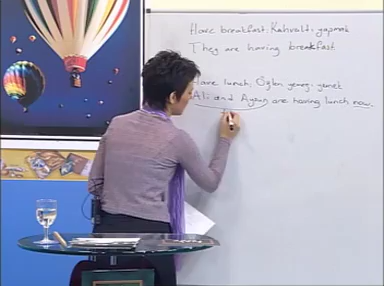 Have breakfast: Kahvaltı yapmak
They are having breakfast
Have lunch: Öğlen yemeği yemek
Ali and Aysun are having lunch now.